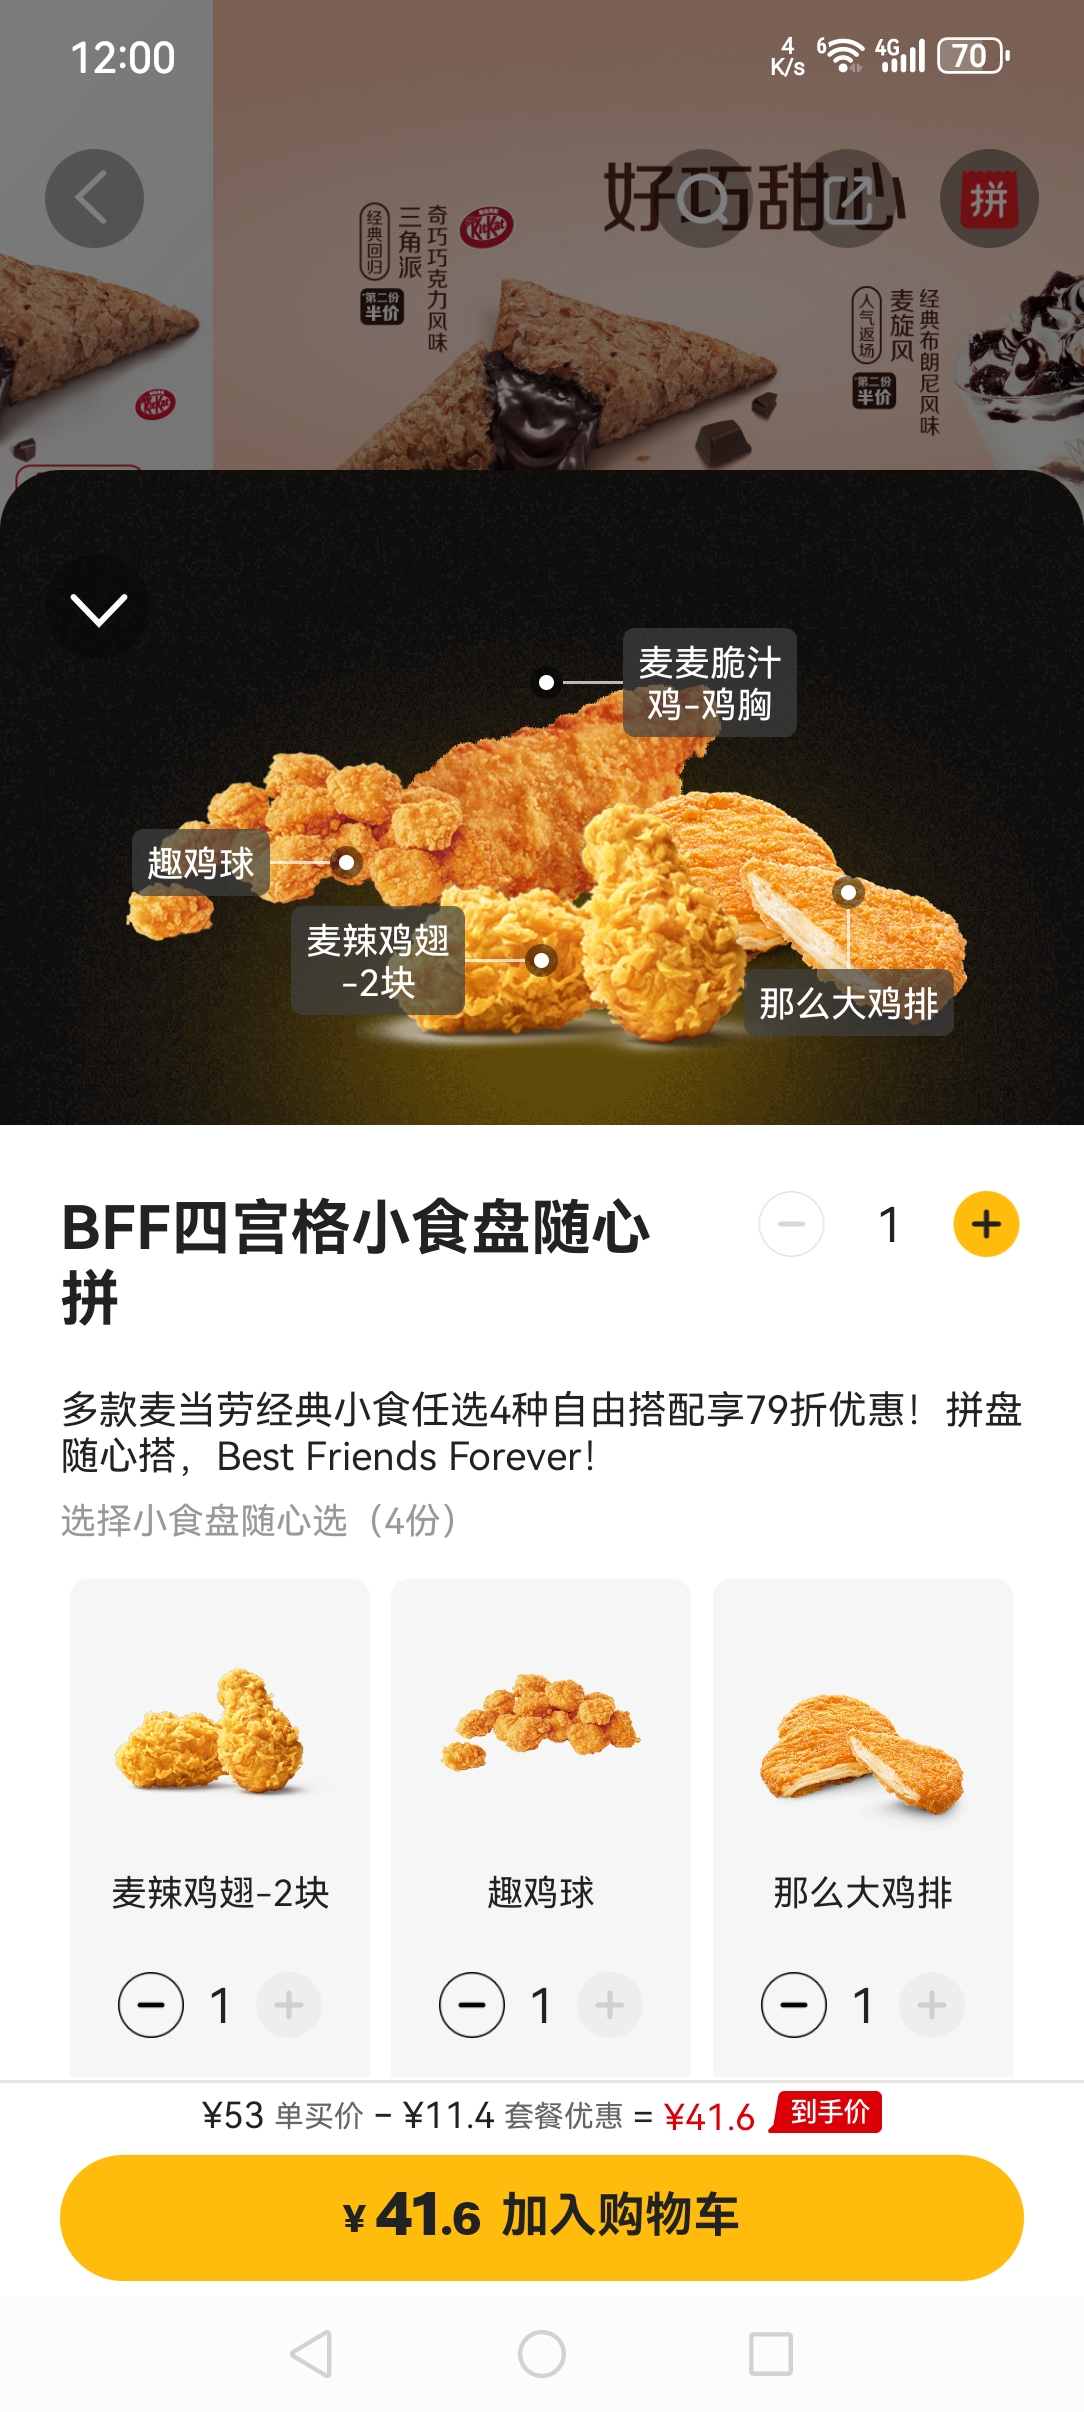 12:00
4
K/s
6
4G
70
好巧甜心
拼
经典回归
三角派
奇巧巧克力风味
KitKat
第二份
半价
人气返场
麦旋风
经典布朗尼风味
第二份
半价
KitKat
麦麦脆汁
鸡-鸡胸
趣鸡球
麦辣鸡翅
-2块
那么大鸡排
BFF四宫格小食盘随心
拼
1
多款麦当劳经典小食任选4种自由搭配享79折优惠！拼盘
随心搭，Best Friends Forever！
选择小食盘随心选（4份）
麦辣鸡翅-2块
趣鸡球
那么大鸡排
1
1
1
¥53 单买价 - ¥11.4 套餐优惠 = ¥41.6 到手价
¥41.6 加入购物车